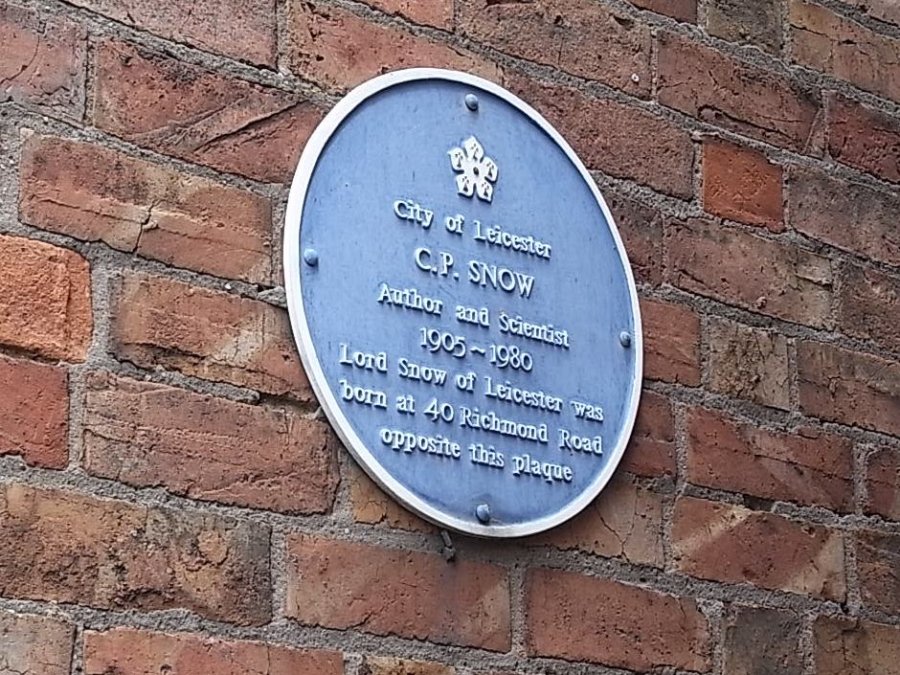 City of Leicester
C.P. SNOW
Author and Scientist
1905~1980
Lord Snow of Leicester was
born at 40 Richmond Road
opposite this plaque